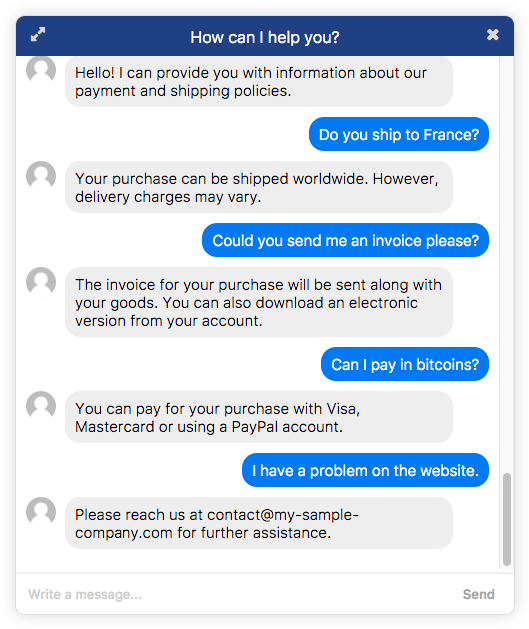 How can I help you?
Hello! I can provide you with information about our
payment and shipping policies.
Do you ship to France?
Your purchase can be shipped worldwide. However,
delivery charges may vary.
Could you send me an invoice please?
The invoice for your purchase will be sent along with
your goods. You can also download an electronic
version from your account.
Can I pay in bitcoins?
You can pay for your purchase with Visa,
Mastercard or using a PayPal account.
I have a problem on the website.
Please reach us at contact@my-sample-
company.com for further assistance.
Write a message...
Send